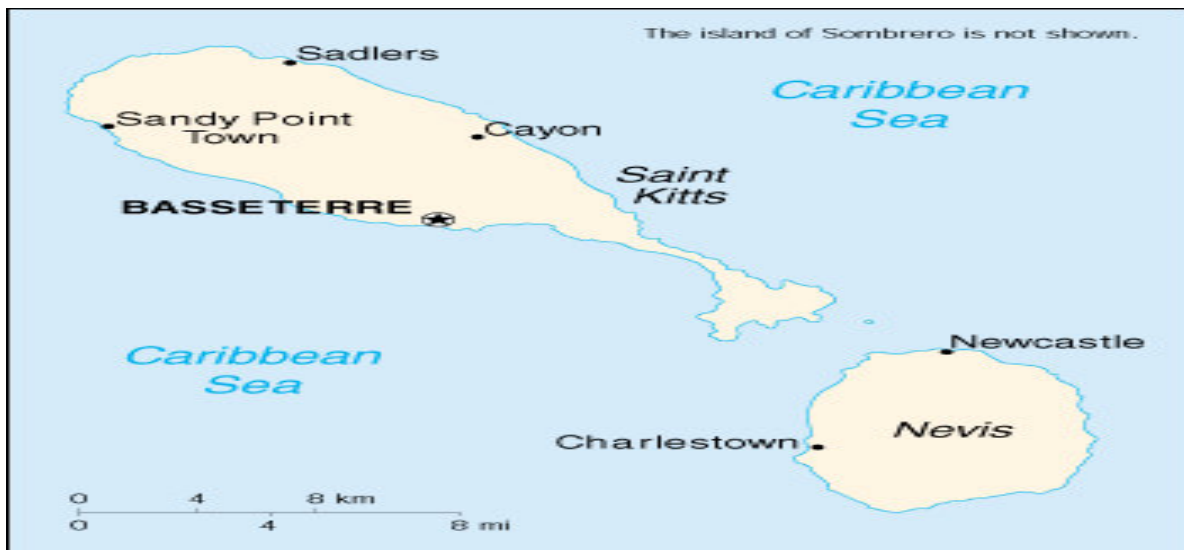 The island of Sombrero is not shown.
Sadlers
Caribbean
Sea
Sandy Point
Town
Cayon
Saint
Kitts
BASSETERRE
Newcastle
Caribbean
Sea
Nevis
Charlestown
0 4 8 km
0 4 8 mi